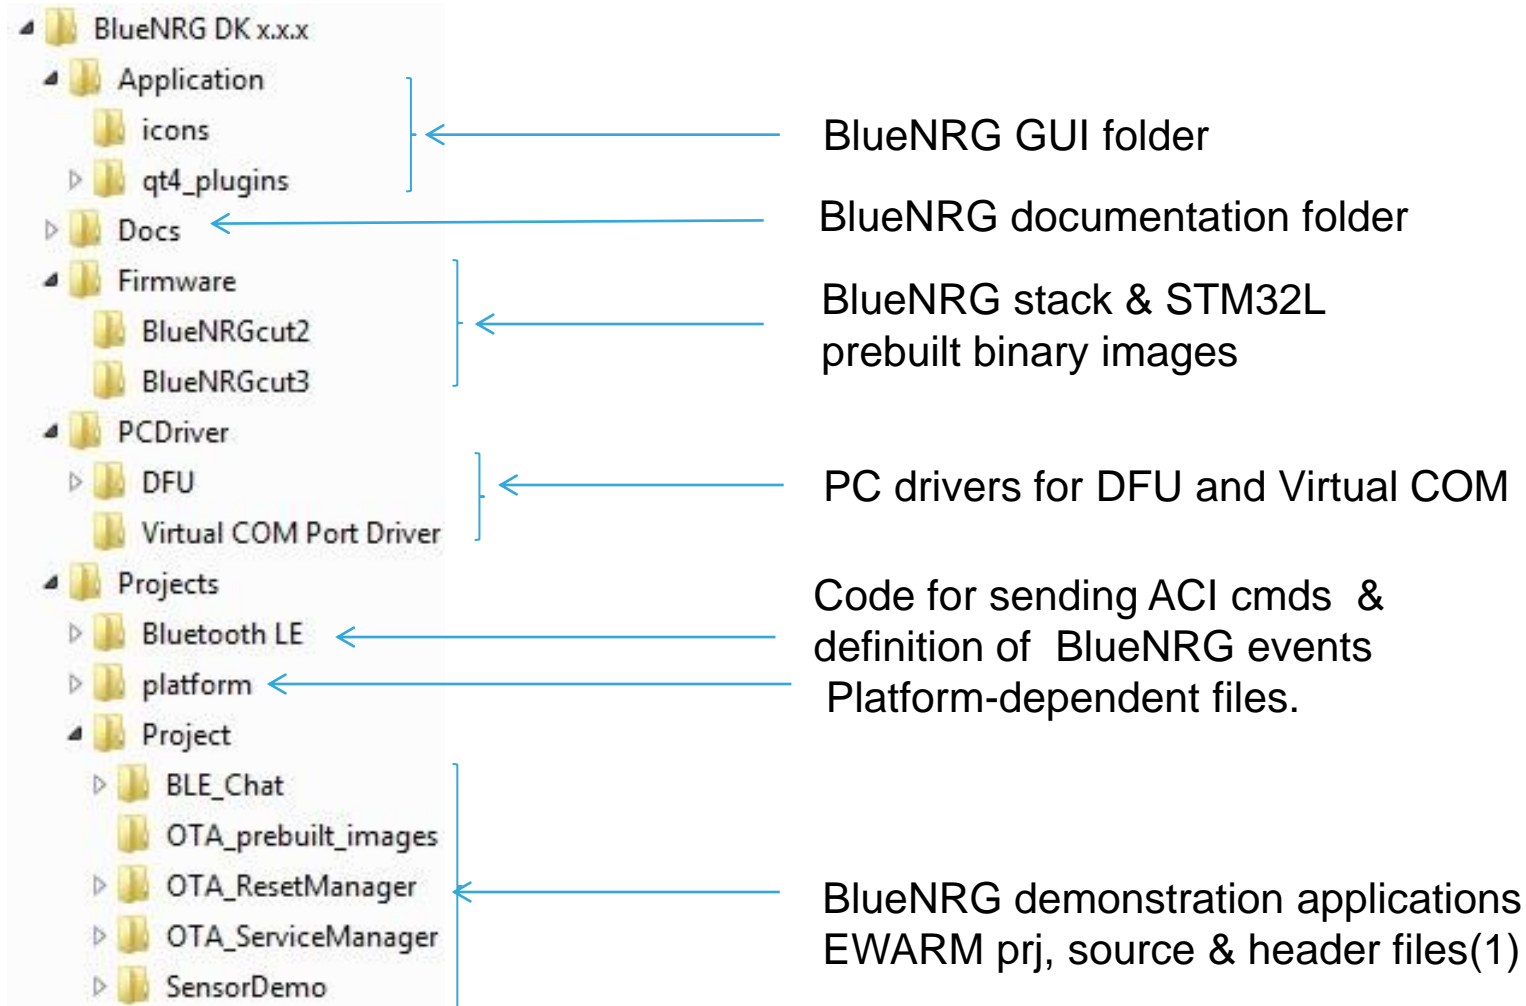 BlueNRG DK x.x.x
Application
icons
qt4_plugins
Docs
Firmware
BlueNRGcut2
BlueNRGcut3
PCDriver
DFU
Virtual COM Port Driver
Projects
Bluetooth LE
platform
Project
BLE_Chat
OTA_prebuilt_images
OTA_ResetManager
OTA_ServiceManager
SensorDemo
BlueNRG GUI folder
BlueNRG documentation folder
BlueNRG stack & STM32L
prebuilt binary images
PC drivers for DFU and Virtual COM
Code for sending ACI cmds &
definition of BlueNRG events
Platform-dependent files.
BlueNRG demonstration applications
EWARM prj, source & header files(1)